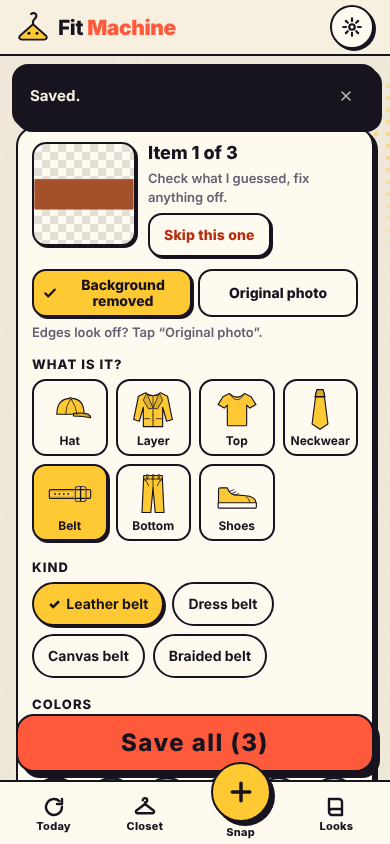 Fit Machine
Saved.
Item 1 of 3
Check what I guessed, fix
anything off.
Skip this one
Background
removed
Original photo
Edges look off? Tap “Original photo”.
WHAT IS IT?
Hat
Layer
Top
Neckwear
Belt
Bottom
Shoes
KIND
Leather belt
Dress belt
Canvas belt
Braided belt
COLORS
Save all (3)
Today
Closet
Snap
Looks